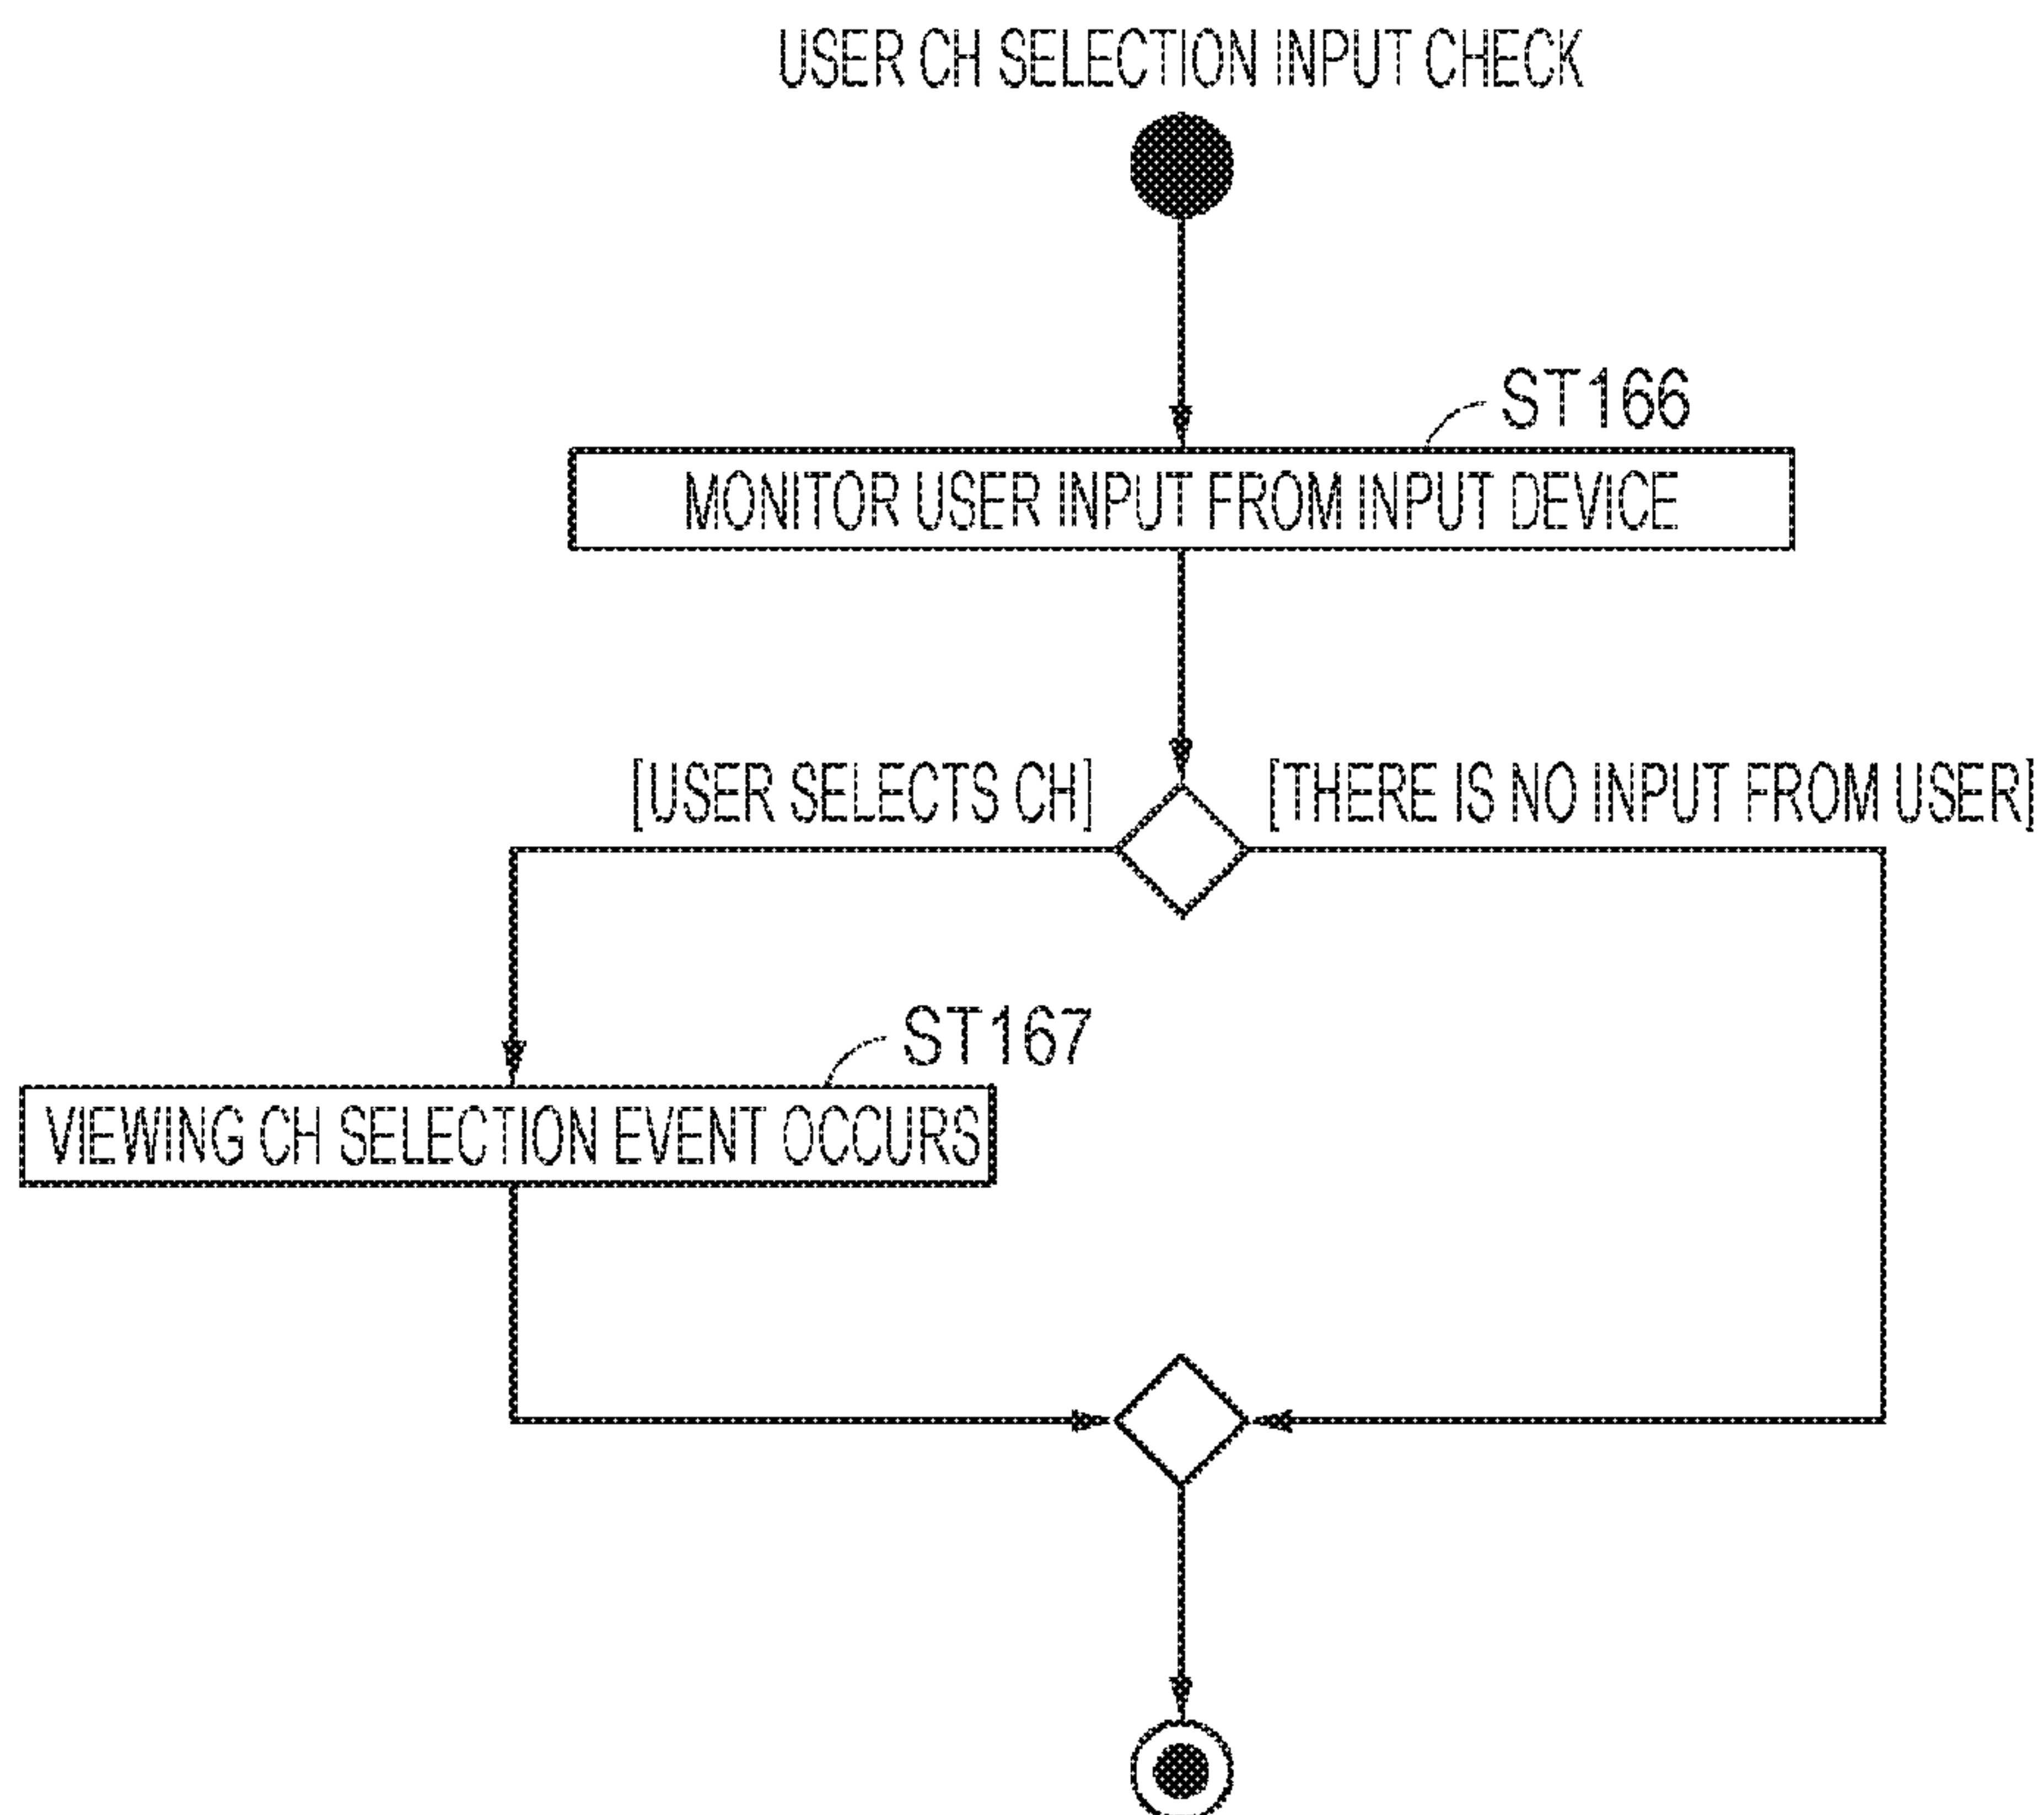 USER CH SELECTION INPUT CHECK
ST166
MONITOR USER INPUT FROM INPUT DEVICE
[USER SELECTS CH]
[THERE IS NO INPUT FROM USER]
ST167
VIEWING CH SELECTION EVENT OCCURS